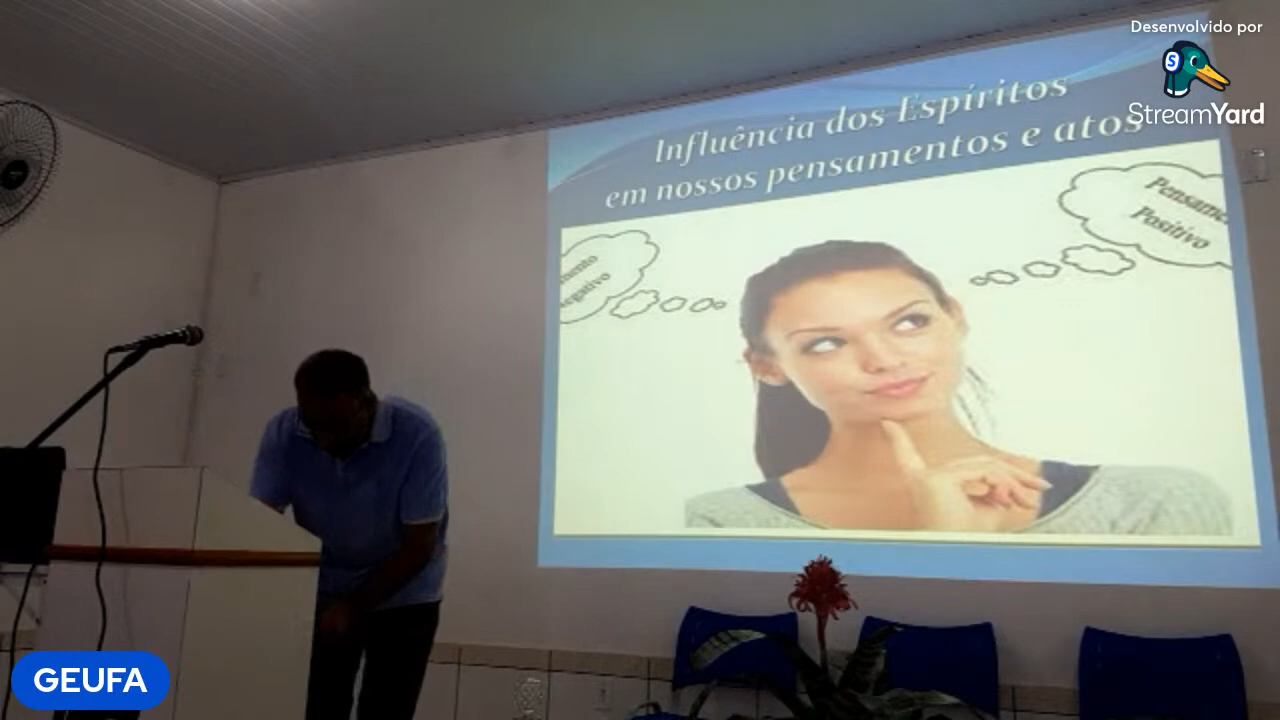 Desenvolvido por
StreamYard
Influência dos Espíritos
em nossos pensamentos e atos
Positivo
GEUFA